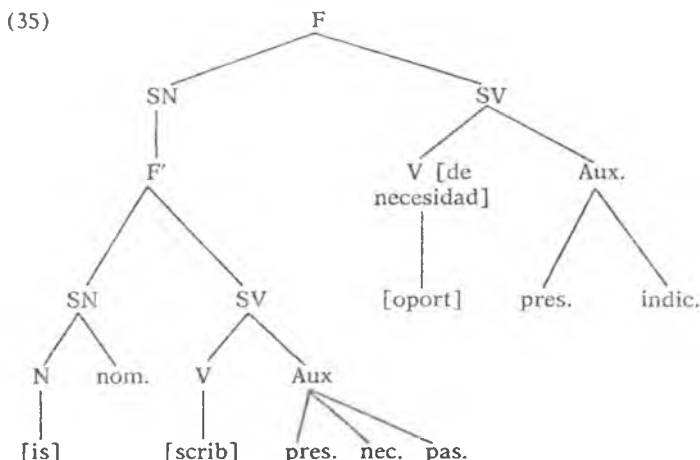 (35)
F
SN SV
F' V [de Aux.
necesidad]
SN SV [oport] pres. indic.
N nom. V Aux
[is] [scrib] pres. nec. pas.